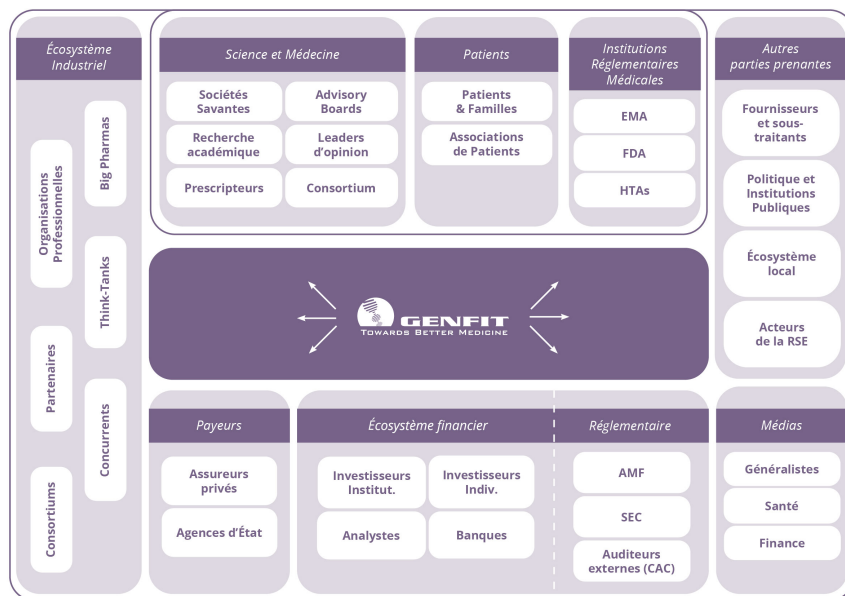 Écosystème
Industriel
Organisations
Professionnelles
Big Pharmas
Think-Tanks
Partenaires
Concurrents
Consortiums
Science et Médecine
Sociétés
Savantes
Advisory
Boards
Recherche
académique
Leaders
d'opinion
Prescripteurs
Consortium
Patients
Patients
& Familles
Associations
de Patients
Institutions
Réglementaires
Médicales
EMA
FDA
HTAs
Autres
parties prenantes
Fournisseurs
et sous-
traitants
Politique et
Institutions
Publiques
Écosystème
local
Acteurs
de la RSE
GENFIT
TOWARDS BETTER MEDICINE
Payeurs
Assureurs
privés
Agences d'État
Écosystème financier
Investisseurs
Institut.
Investisseurs
Indiv.
Analystes
Banques
Réglementaire
AMF
SEC
Auditeurs
externes (CAC)
Médias
Généralistes
Santé
Finance